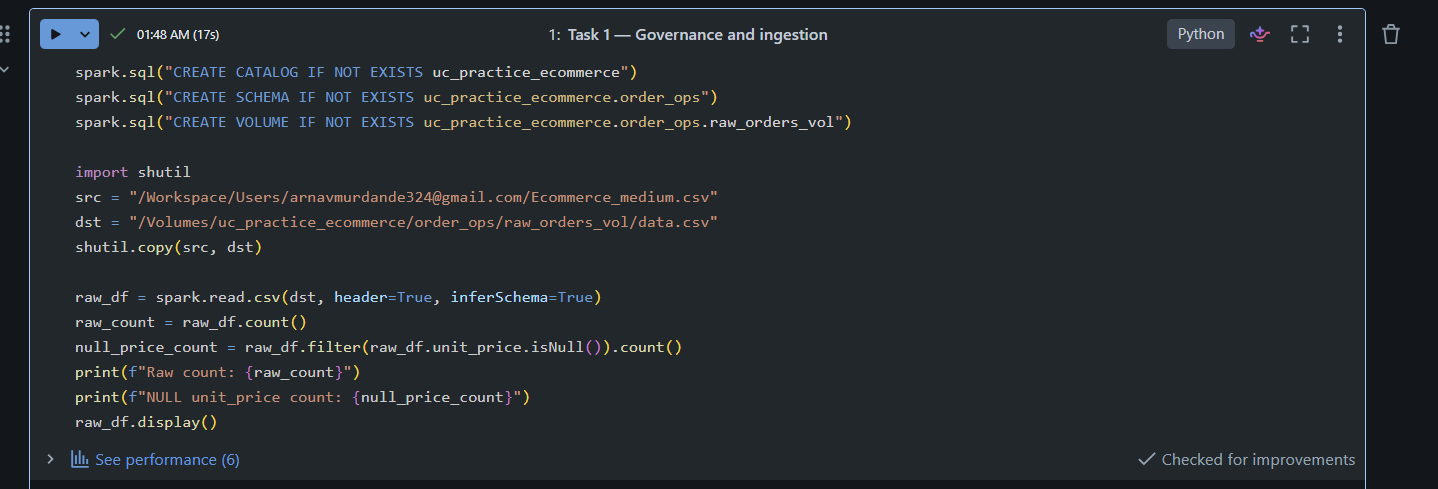 01:48 AM (17s)
1: Task 1 — Governance and ingestion
Python
spark.sql("CREATE CATALOG IF NOT EXISTS uc_practice_ecommerce")
spark.sql("CREATE SCHEMA IF NOT EXISTS uc_practice_ecommerce.order_ops")
spark.sql("CREATE VOLUME IF NOT EXISTS uc_practice_ecommerce.order_ops.raw_orders_vol")
import shutil
src = "/Workspace/Users/arnavmurdande324@gmail.com/Ecommerce_medium.csv"
dst = "/Volumes/uc_practice_ecommerce/order_ops/raw_orders_vol/data.csv"
shutil.copy(src, dst)
raw_df = spark.read.csv(dst, header=True, inferSchema=True)
raw_count = raw_df.count()
null_price_count = raw_df.filter(raw_df.unit_price.isNull()).count()
print(f"Raw count: {raw_count}")
print(f"NULL unit_price count: {null_price_count}")
raw_df.display()
See performance (6)
Checked for improvements